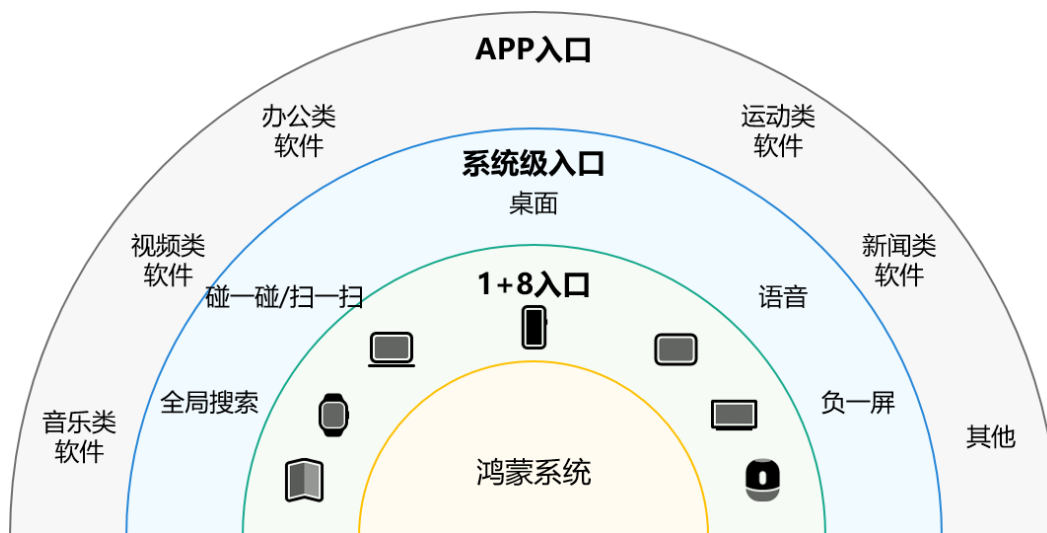 APP入口
办公类
软件
运动类
软件
系统级入口
桌面
视频类
软件
新闻类
软件
碰一碰/扫一扫
1+8入口
语音
全局搜索
负一屏
音乐类
软件
其他
鸿蒙系统